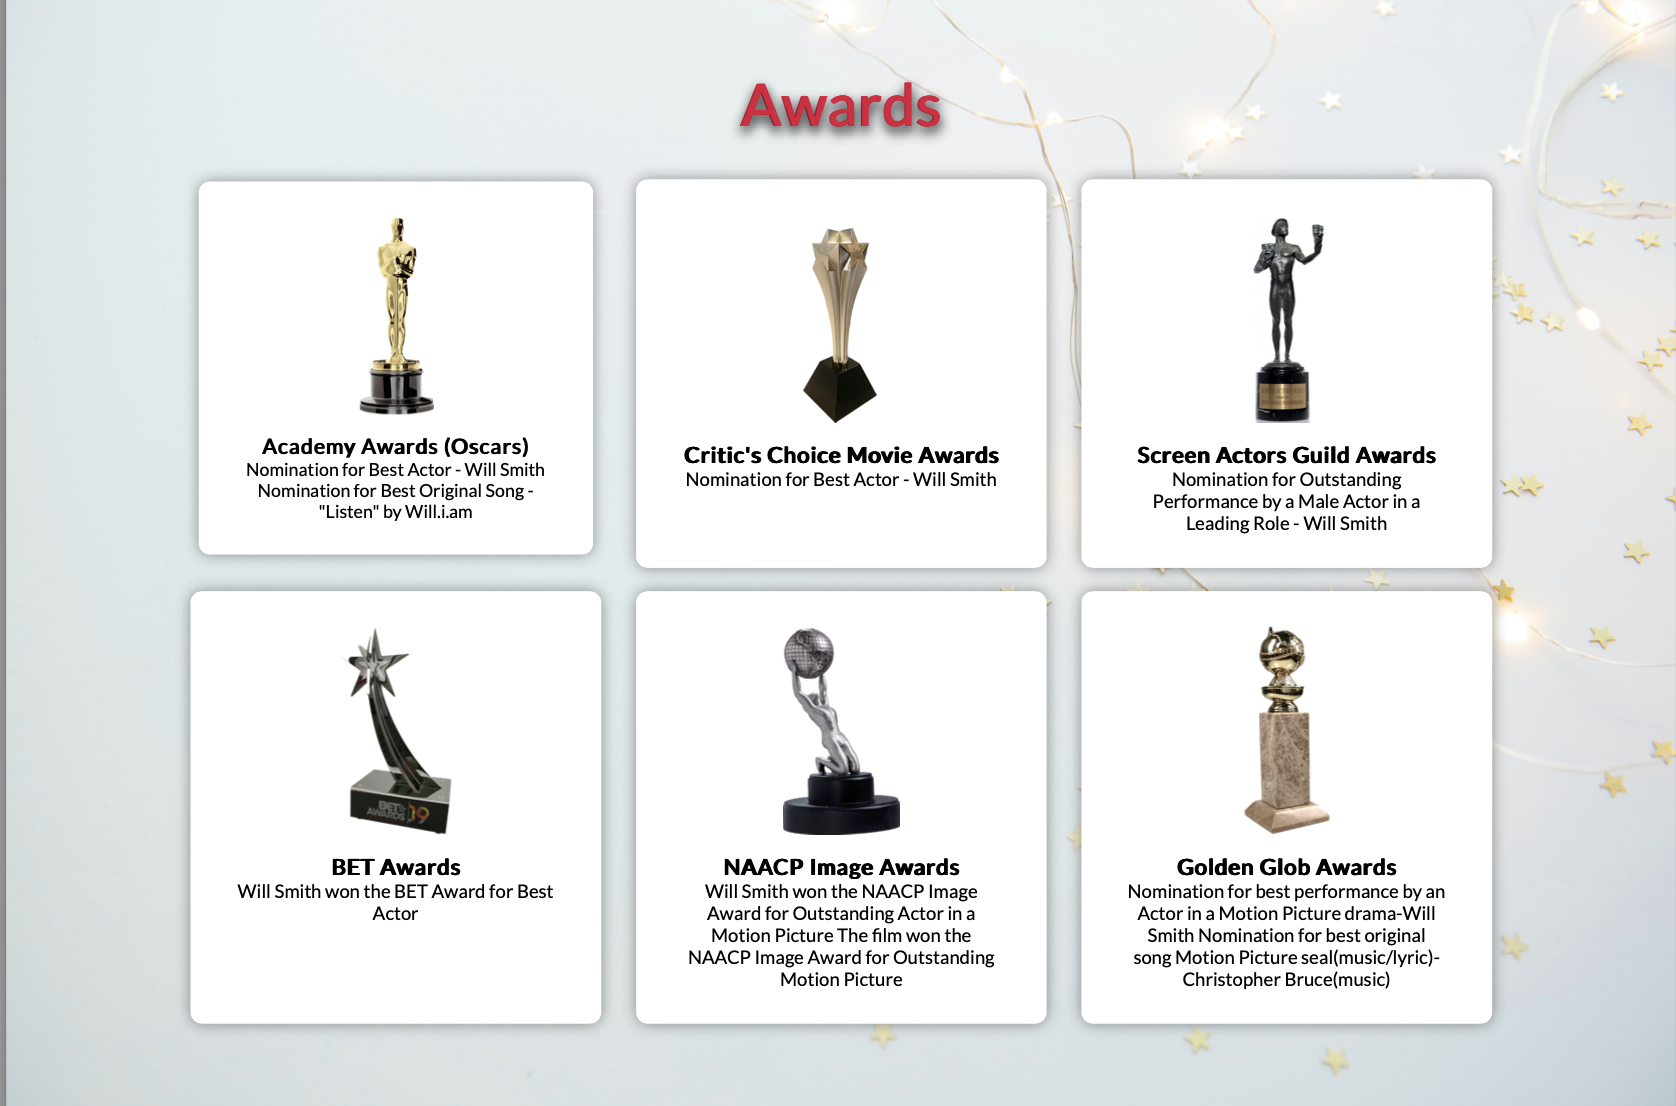 Awards
Academy Awards (Oscars)
Nomination for Best Actor - Will Smith
Nomination for Best Original Song -
"Listen" by Will.i.am
Critic's Choice Movie Awards
Nomination for Best Actor - Will Smith
Screen Actors Guild Awards
Nomination for Outstanding
Performance by a Male Actor in a
Leading Role - Will Smith
BET
AWARDS 19
BET Awards
Will Smith won the BET Award for Best
Actor
NAACP Image Awards
Will Smith won the NAACP Image
Award for Outstanding Actor in a
Motion Picture The film won the
NAACP Image Award for Outstanding
Motion Picture
Golden Glob Awards
Nomination for best performance by an
Actor in a Motion Picture drama-Will
Smith Nomination for best original
song Motion Picture seal(music/lyric)-
Christopher Bruce(music)